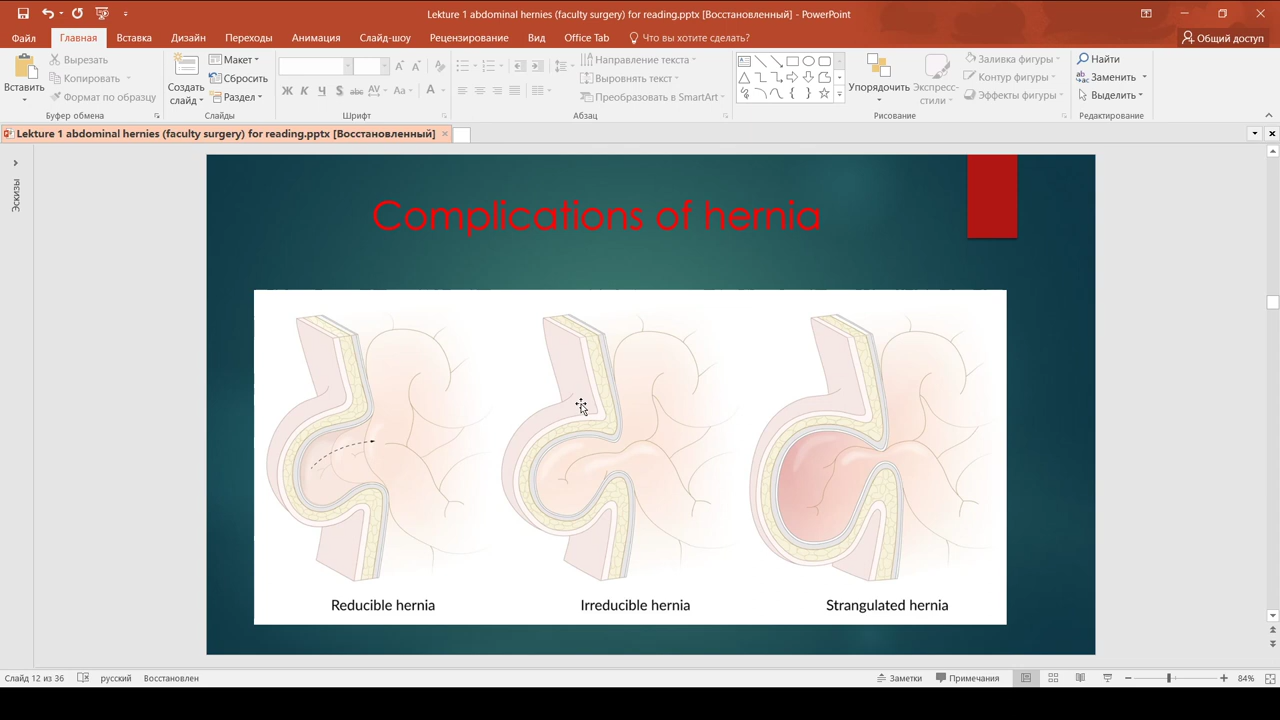 Lekture 1 abdominal hernies (faculty surgery) for reading.pptx [Восстановленный] - PowerPoint
Файл Главная Вставка Дизайн Переходы Анимация Слайд-шоу Рецензирование Вид Office Tab Что вы хотите сделать? Общий доступ
Вставить
Вырезать
Копировать
Формат по образцу
Буфер обмена
Создать слайд
Макет
Сбросить
Раздел
Слайды
Ж К Ч S abc AV Aa A
Шрифт
Направление текста
Выровнять текст
Преобразовать в SmartArt
Абзац
Упорядочить
Экспресс-стили
Заливка фигуры
Контур фигуры
Эффекты фигуры
Рисование
Найти
Заменить
Выделить
Редактирование
Lekture 1 abdominal hernies (faculty surgery) for reading.pptx [Восстановленный]
Эскизы
Complications of hernia
Reducible hernia Irreducible hernia Strangulated hernia
Слайд 12 из 36 русский Восстановлен Заметки Примечания 84%